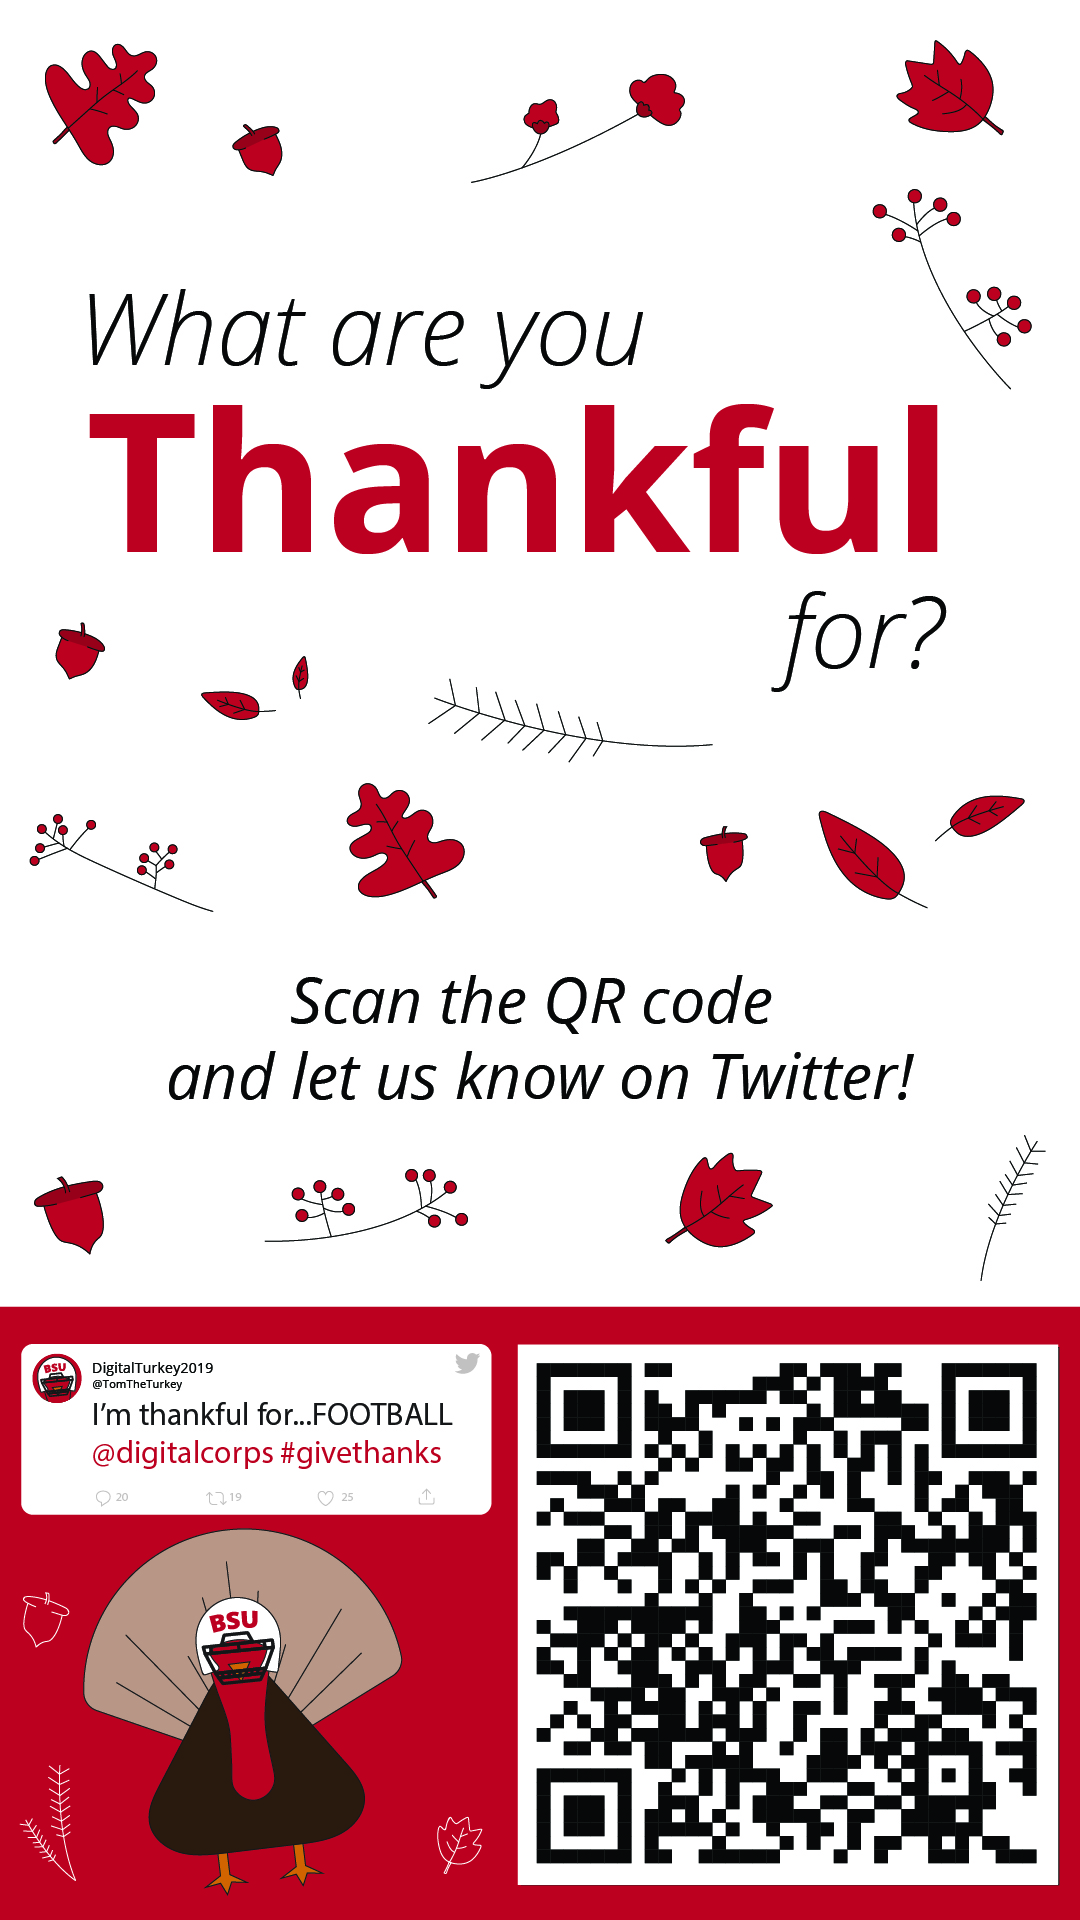 What are you
Thankful
for?
Scan the QR code
and let us know on Twitter!
BSU
DigitalTurkey2019
@TomTheTurkey
I'm thankful for...FOOTBALL
@digitalcorps #givethanks
20 19 25
BSU